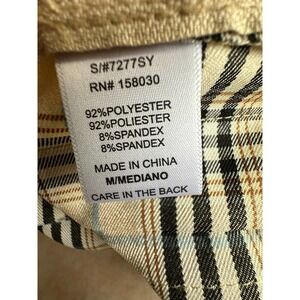 S/#7277SY
RN# 158030
92%POLYESTER
92%POLIESTER
8%SPANDEX
8%SPANDEX
MADE IN CHINA
M/MEDIANO
CARE IN THE BACK